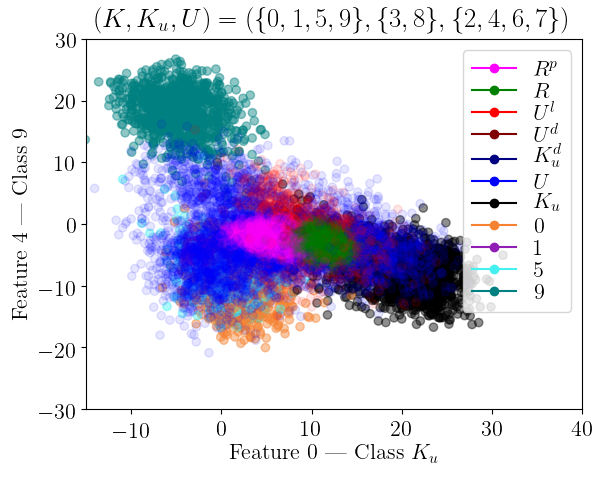 (K, K_u, U) = ({0, 1, 5, 9}, {3, 8}, {2, 4, 6, 7})
30
20
10
0
−10
−20
−30
Feature 4 — Class 9
R^p
R
U^l
U^d
K_u^d
U
K_u
0
1
5
9
−10
0
10
20
30
40
Feature 0 — Class K_u